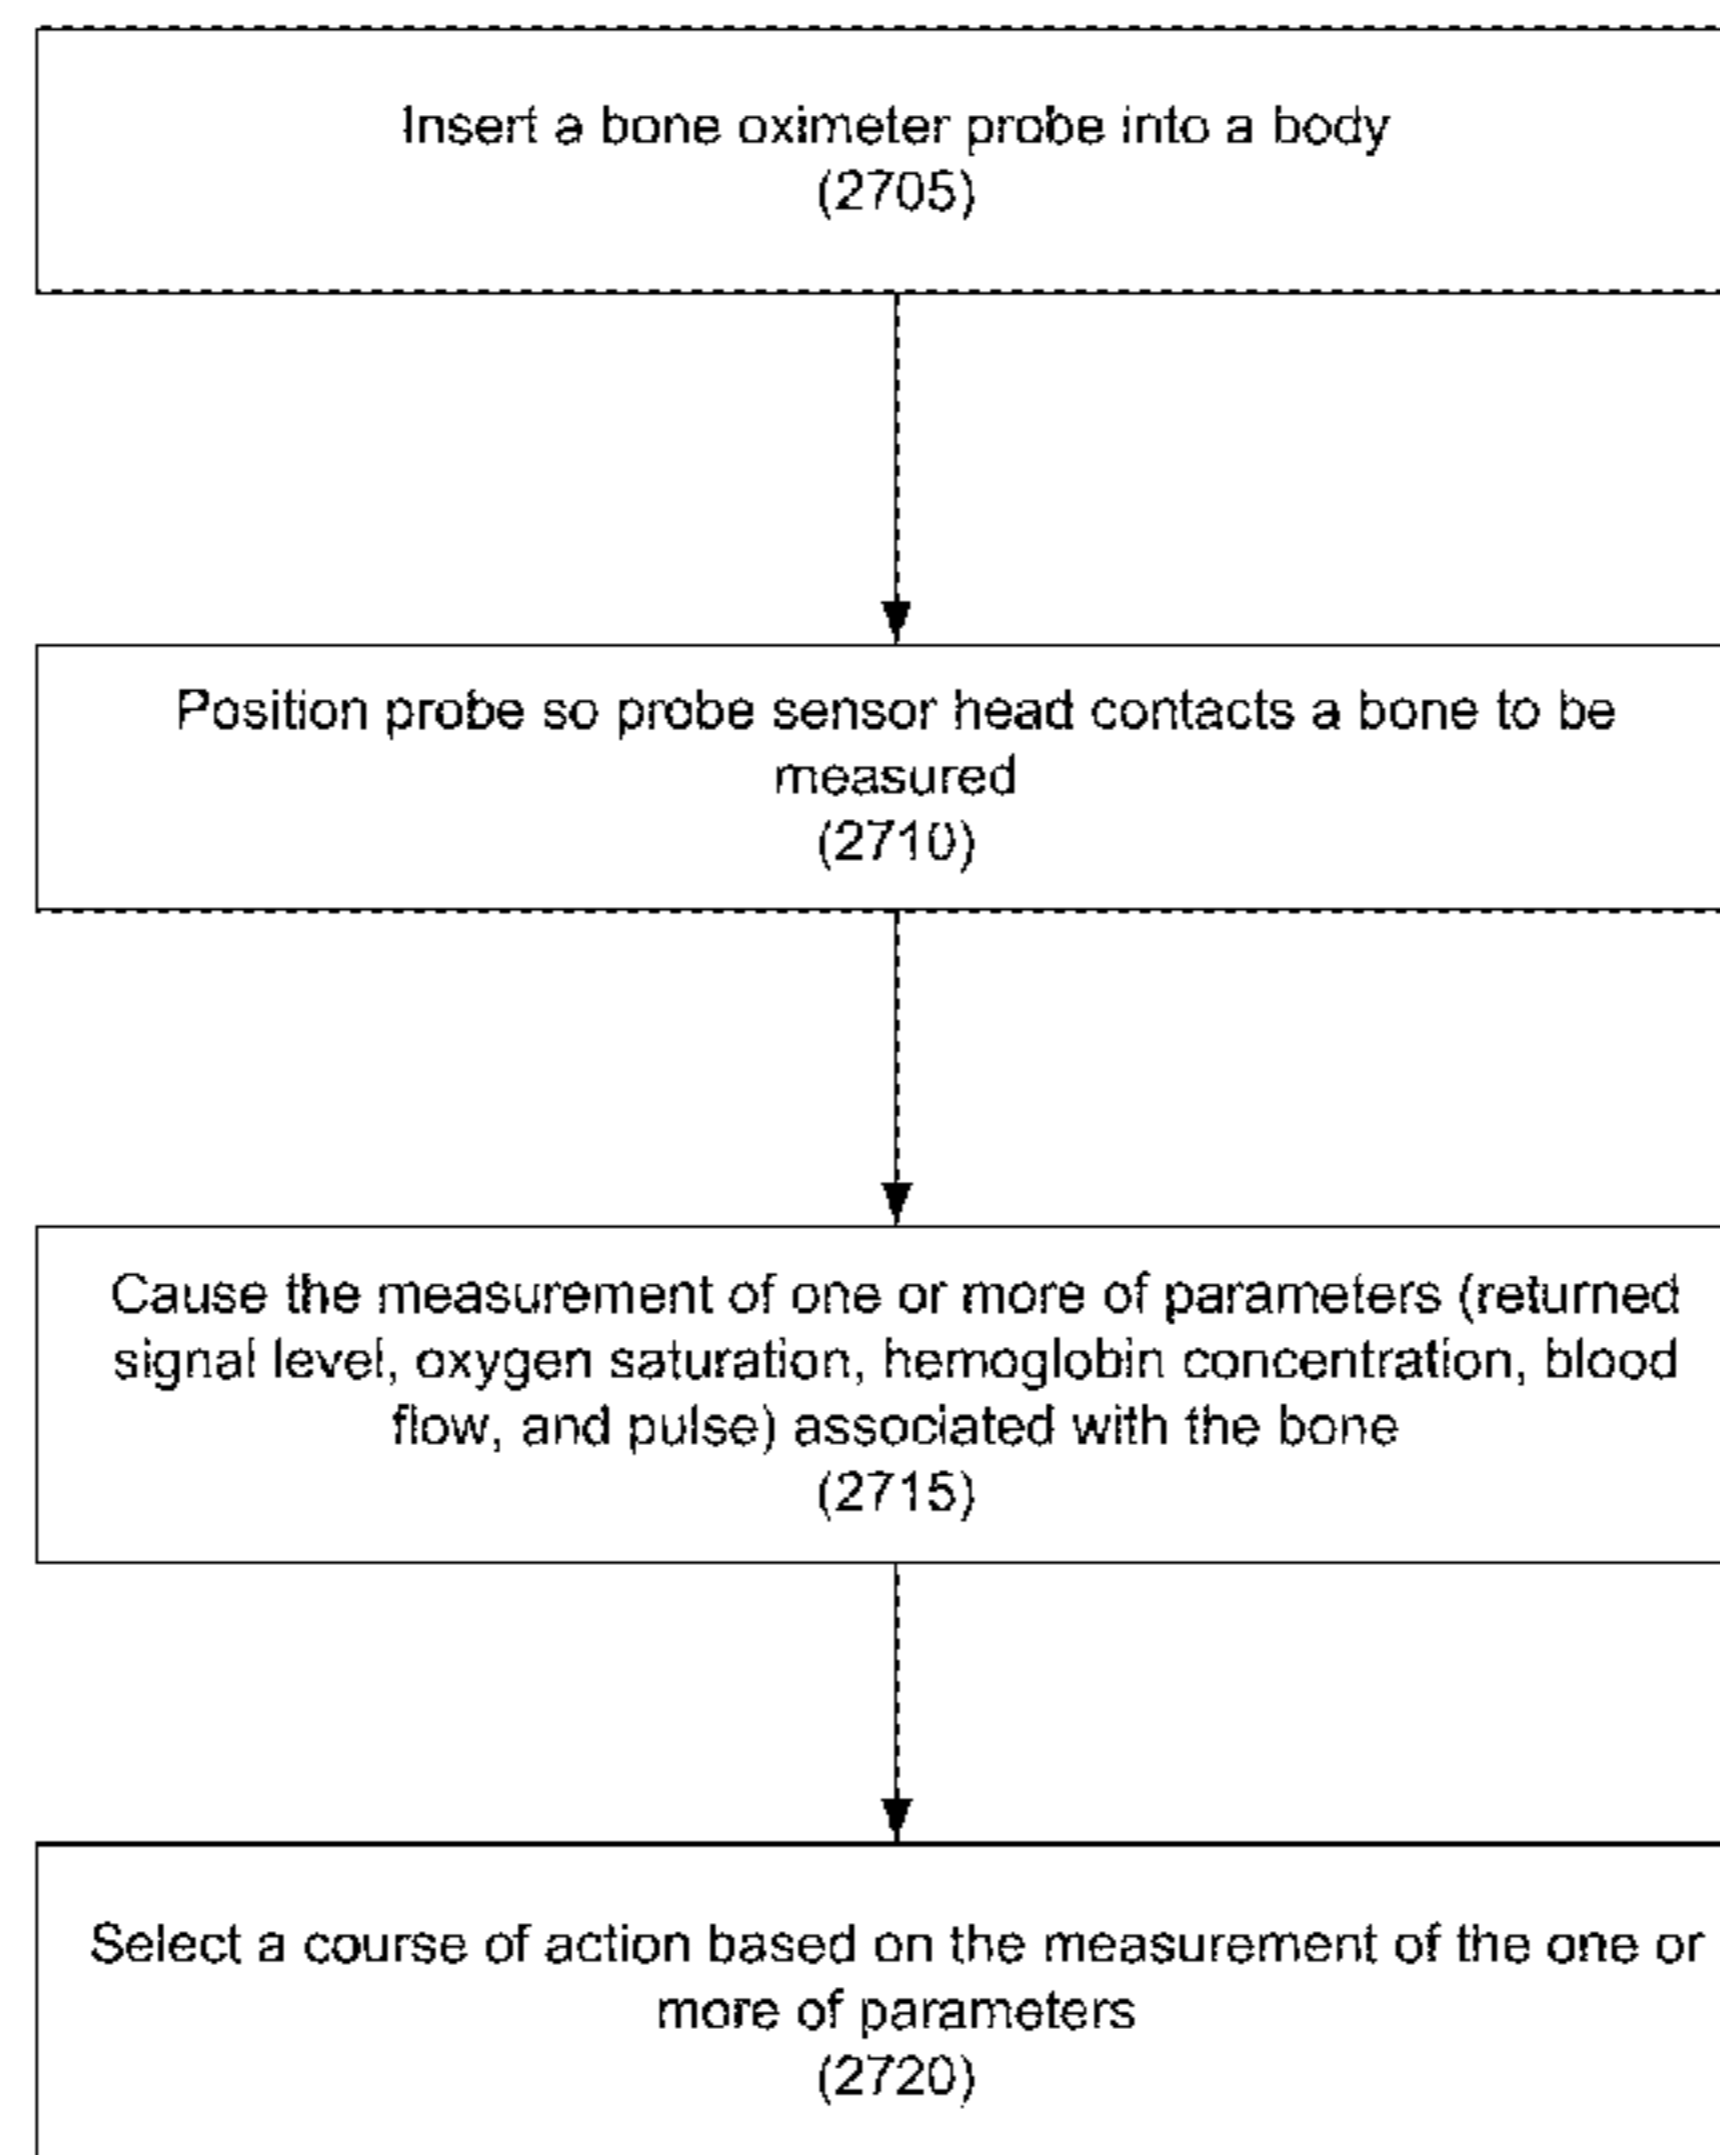 Insert a bone oximeter probe into a body
(2705)
Position probe so probe sensor head contacts a bone to be
measured
(2710)
Cause the measurement of one or more of parameters (returned
signal level, oxygen saturation, hemoglobin concentration, blood
flow, and pulse) associated with the bone
(2715)
Select a course of action based on the measurement of the one or
more of parameters
(2720)